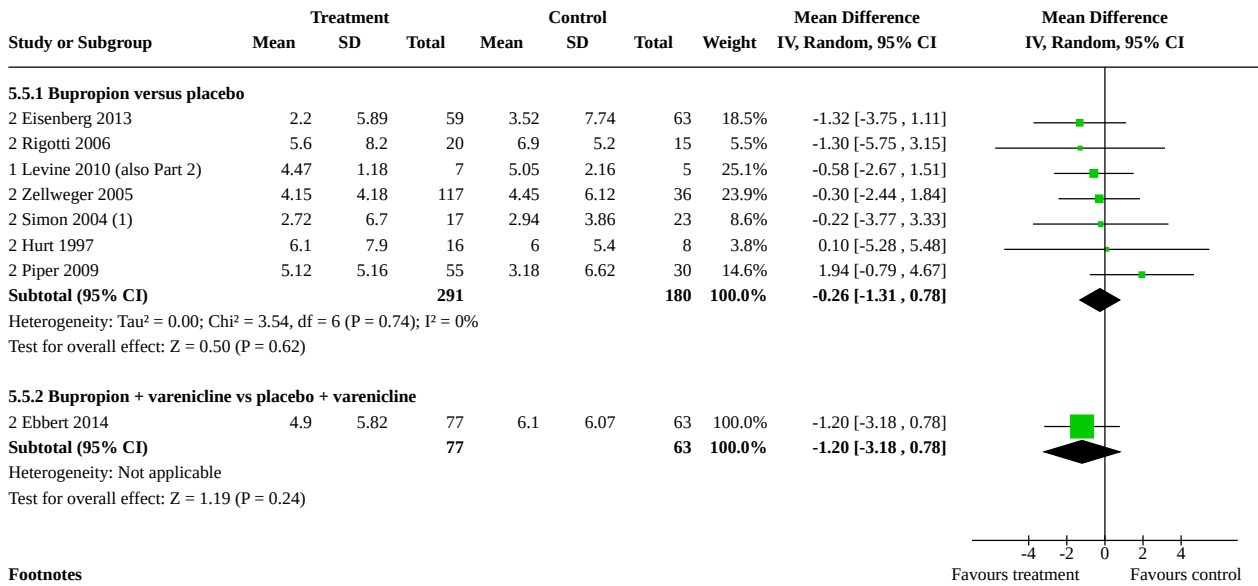 Treatment Control Mean Difference Mean Difference
Study or Subgroup Mean SD Total Mean SD Total Weight IV, Random, 95% CI IV, Random, 95% CI
5.5.1 Bupropion versus placebo
2 Eisenberg 2013 2.2 5.89 59 3.52 7.74 63 18.5% -1.32 [-3.75 , 1.11]
2 Rigotti 2006 5.6 8.2 20 6.9 5.2 15 5.5% -1.30 [-5.75 , 3.15]
1 Levine 2010 (also Part 2) 4.47 1.18 7 5.05 2.16 5 25.1% -0.58 [-2.67 , 1.51]
2 Zellweger 2005 4.15 4.18 117 4.45 6.12 36 23.9% -0.30 [-2.44 , 1.84]
2 Simon 2004 (1) 2.72 6.7 17 2.94 3.86 23 8.6% -0.22 [-3.77 , 3.33]
2 Hurt 1997 6.1 7.9 16 6 5.4 8 3.8% 0.10 [-5.28 , 5.48]
2 Piper 2009 5.12 5.16 55 3.18 6.62 30 14.6% 1.94 [-0.79 , 4.67]
Subtotal (95% CI) 291 180 100.0% -0.26 [-1.31 , 0.78]
Heterogeneity: Tau² = 0.00; Chi² = 3.54, df = 6 (P = 0.74); I² = 0%
Test for overall effect: Z = 0.50 (P = 0.62)
5.5.2 Bupropion + varenicline vs placebo + varenicline
2 Ebbert 2014 4.9 5.82 77 6.1 6.07 63 100.0% -1.20 [-3.18 , 0.78]
Subtotal (95% CI) 77 63 100.0% -1.20 [-3.18 , 0.78]
Heterogeneity: Not applicable
Test for overall effect: Z = 1.19 (P = 0.24)
-4 -2 0 2 4
Footnotes Favours treatment Favours control